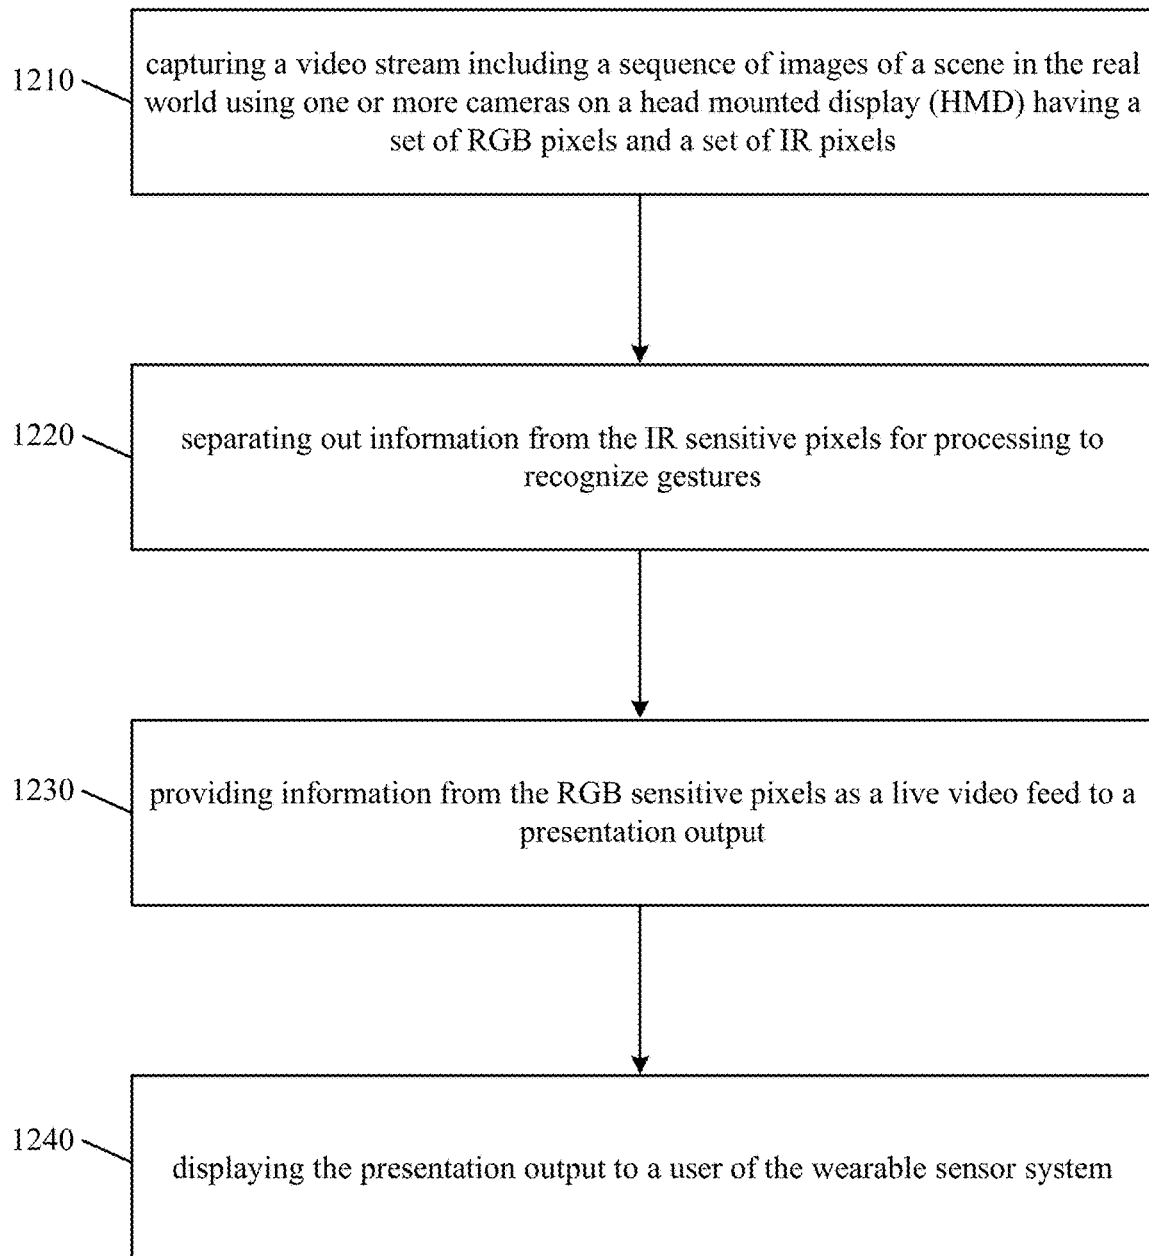 1210
capturing a video stream including a sequence of images of a scene in the real
world using one or more cameras on a head mounted display (HMD) having a
set of RGB pixels and a set of IR pixels
1220
separating out information from the IR sensitive pixels for processing to
recognize gestures
1230
providing information from the RGB sensitive pixels as a live video feed to a
presentation output
1240
displaying the presentation output to a user of the wearable sensor system